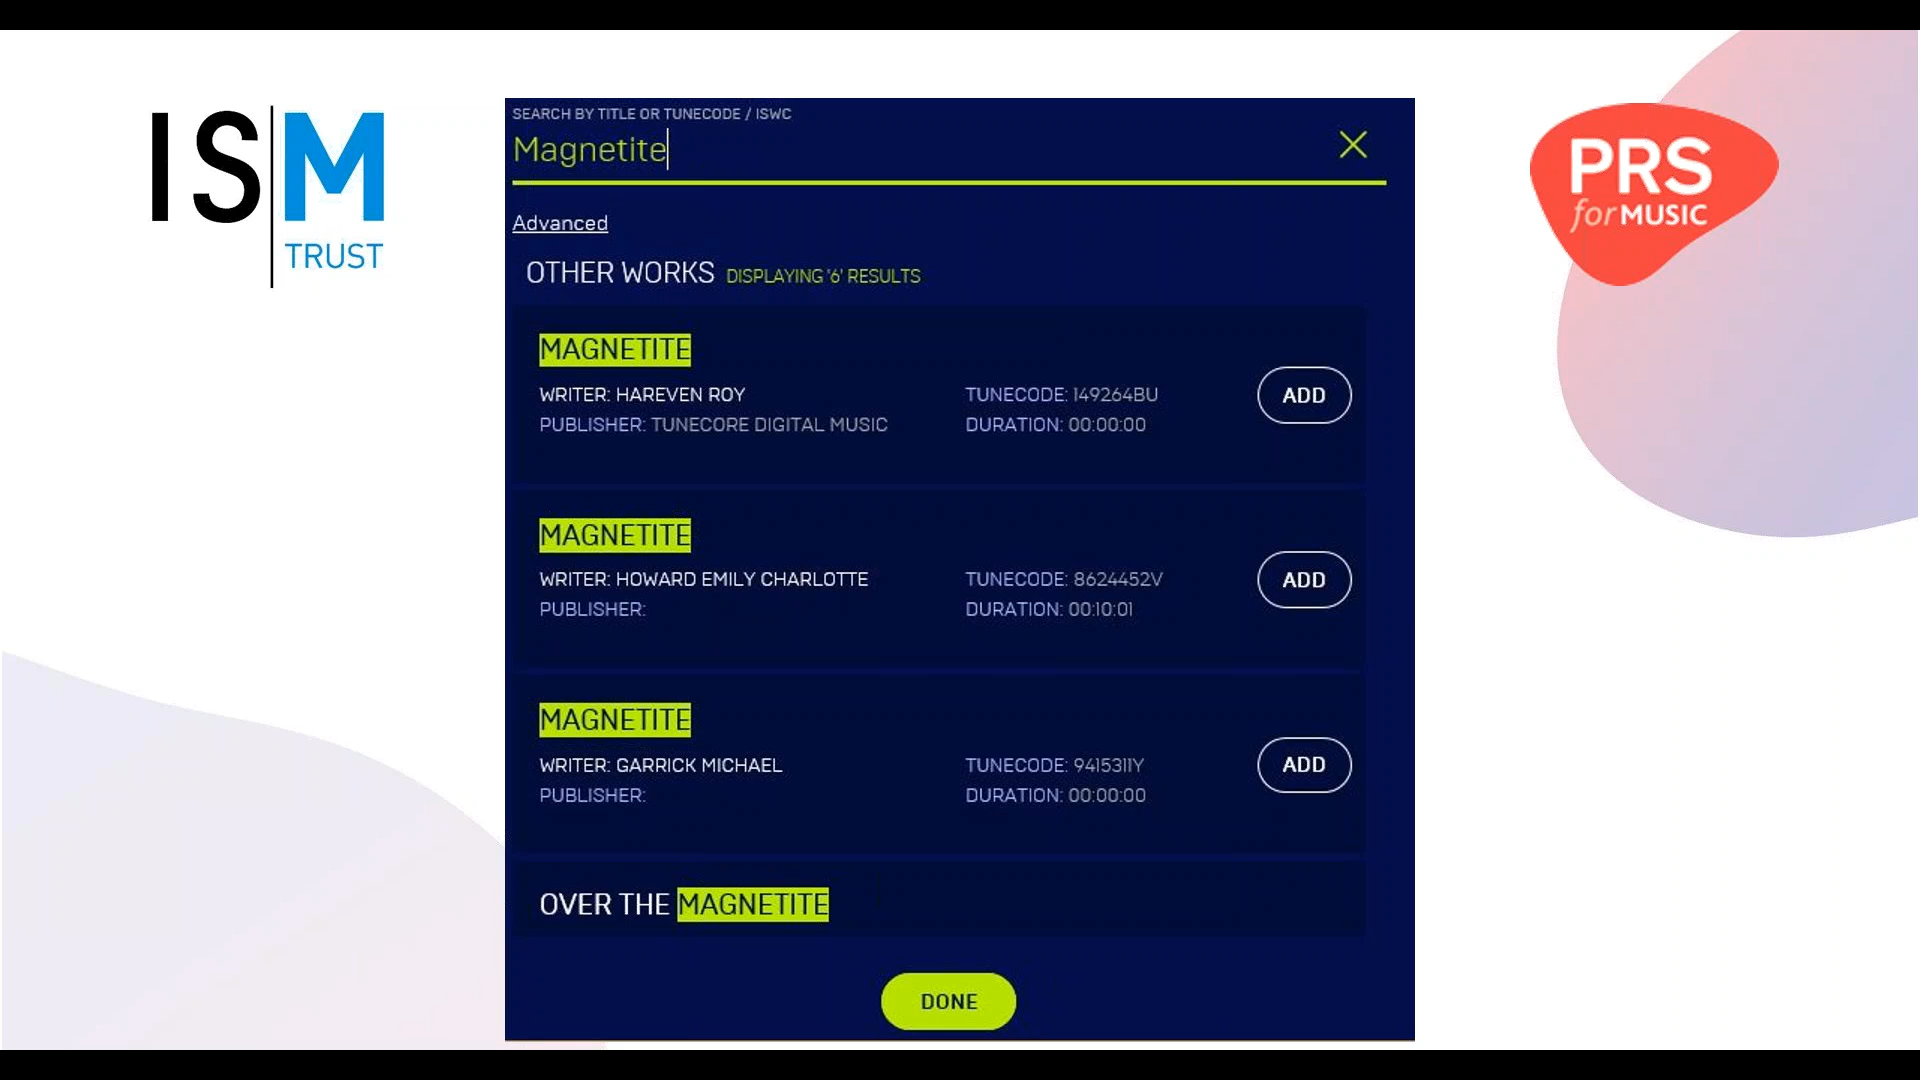 ISM
TRUST
PRS
for MUSIC
SEARCH BY TITLE OR TUNECODE / ISWC
Magnetite
Advanced
OTHER WORKS DISPLAYING '6' RESULTS
MAGNETITE
WRITER: HAREVEN ROY TUNECODE: 149264BU
PUBLISHER: TUNECORE DIGITAL MUSIC DURATION: 00:00:00
ADD
MAGNETITE
WRITER: HOWARD EMILY CHARLOTTE TUNECODE: 8624452V
PUBLISHER: DURATION: 00:10:01
ADD
MAGNETITE
WRITER: GARRICK MICHAEL TUNECODE: 9415311Y
PUBLISHER: DURATION: 00:00:00
ADD
OVER THE MAGNETITE
DONE